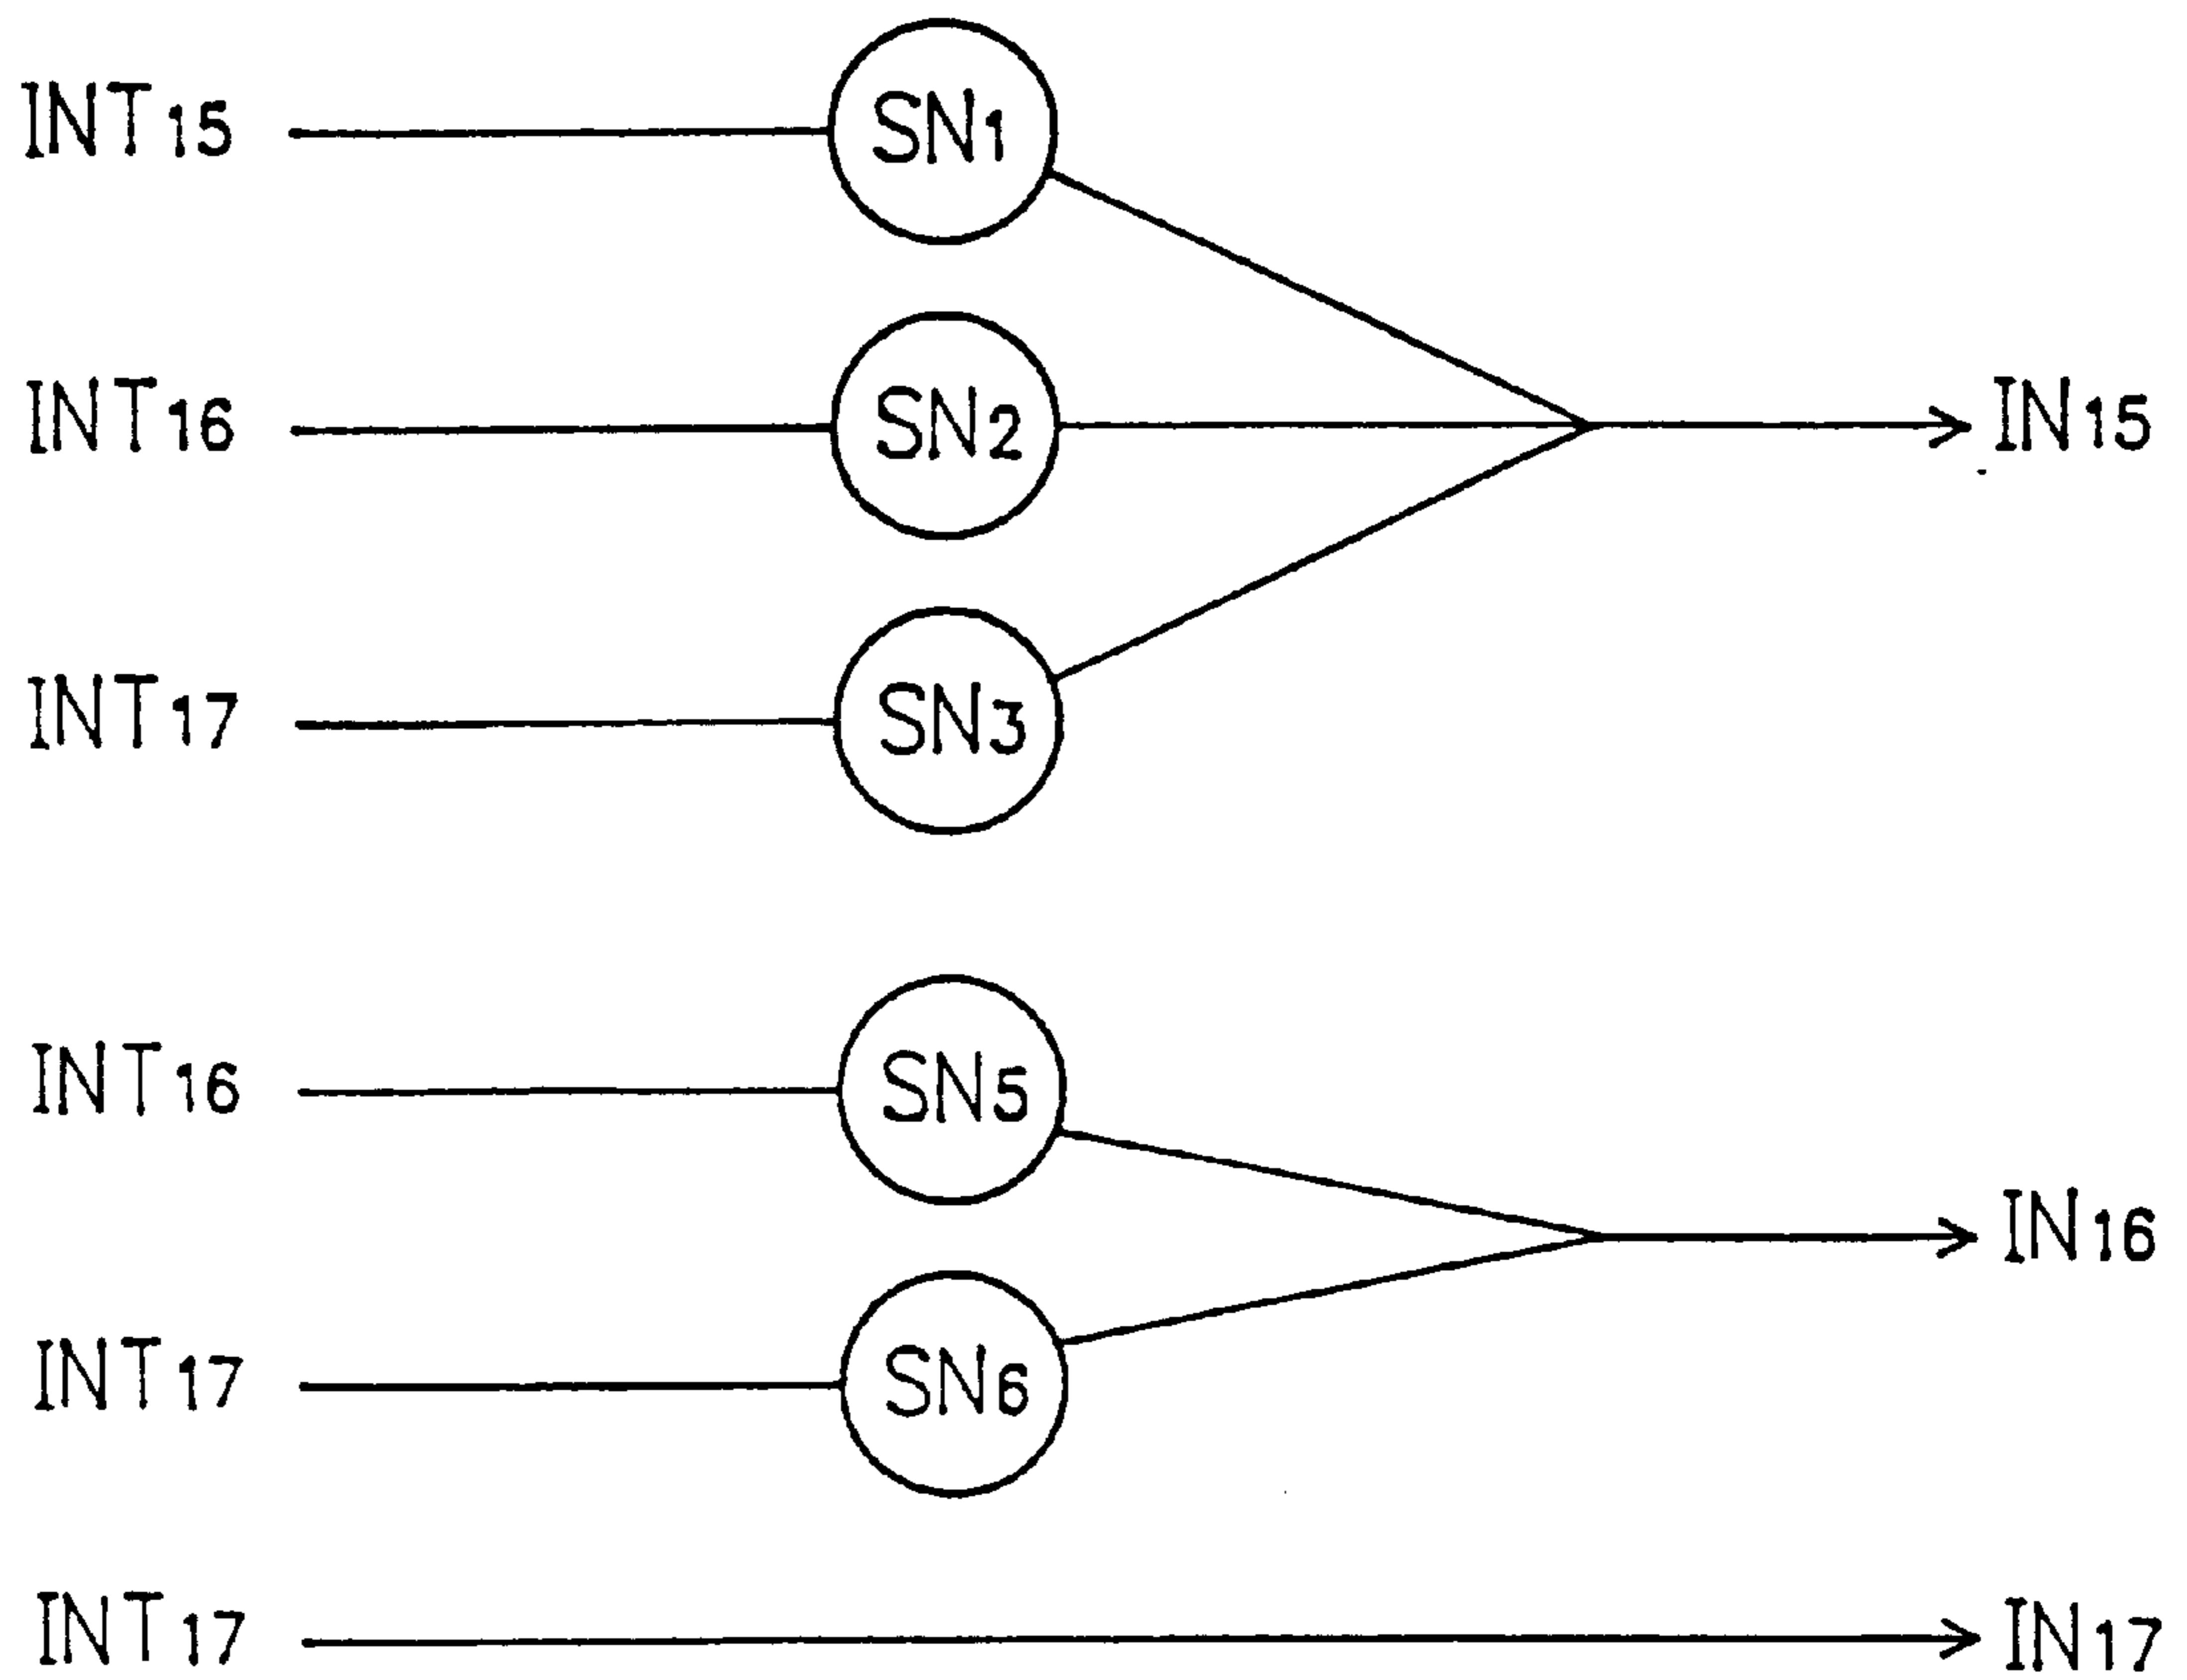 INT15 SN1
INT16 SN2 IN15
INT17 SN3
INT16 SN5
IN16
INT17 SN6
INT17 IN17